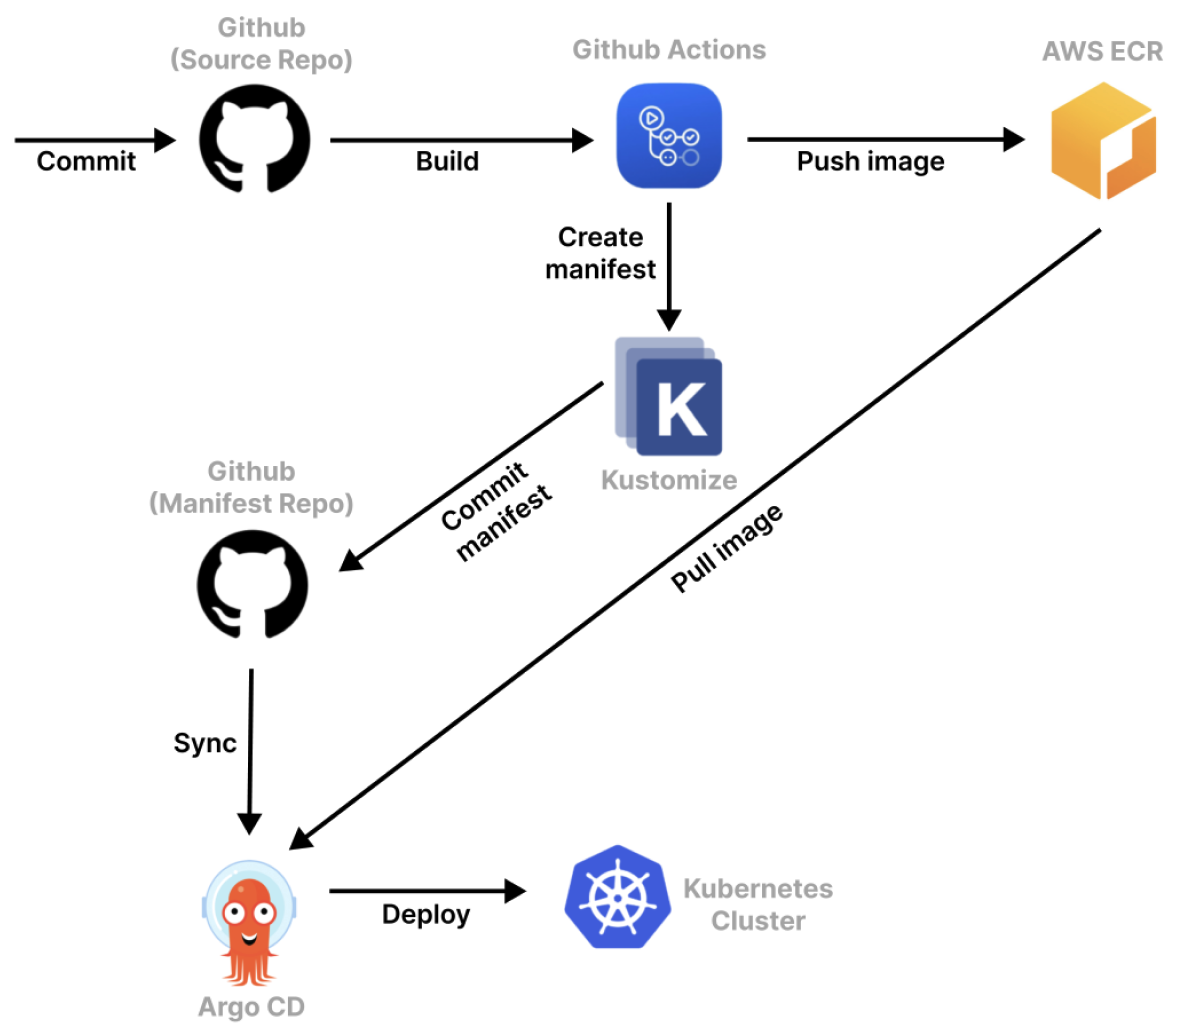 Github
(Source Repo)
Github Actions
AWS ECR
Commit
Build
Push image
Create
manifest
K
Kustomize
Commit
manifest
Pull image
Github
(Manifest Repo)
Sync
Deploy
Kubernetes
Cluster
Argo CD